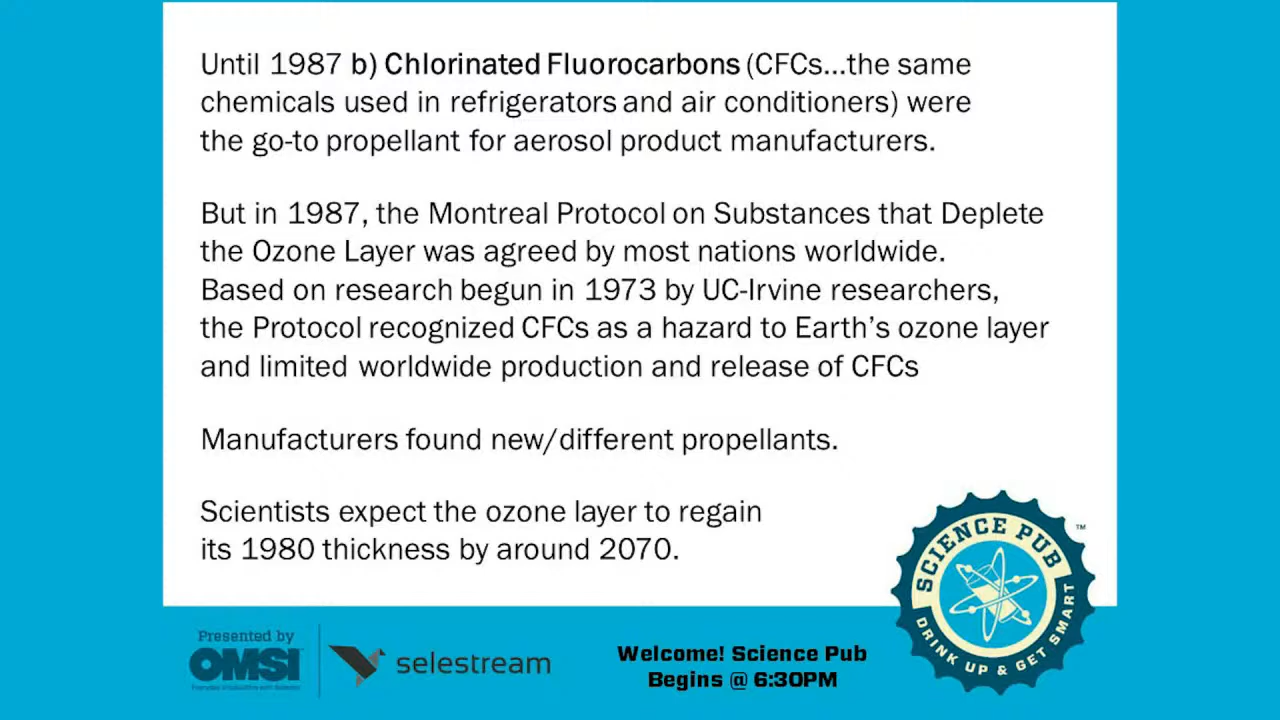 Until 1987 b) Chlorinated Fluorocarbons (CFCs...the same
chemicals used in refrigerators and air conditioners) were
the go-to propellant for aerosol product manufacturers.
But in 1987, the Montreal Protocol on Substances that Deplete
the Ozone Layer was agreed by most nations worldwide.
Based on research begun in 1973 by UC-Irvine researchers,
the Protocol recognized CFCs as a hazard to Earth's ozone layer
and limited worldwide production and release of CFCs
Manufacturers found new/different propellants.
Scientists expect the ozone layer to regain
its 1980 thickness by around 2070.
SCIENCE PUB
™
DRINK UP & GET SMART
Presented by
OMSI
selestream
Welcome! Science Pub
Begins @ 6:30PM